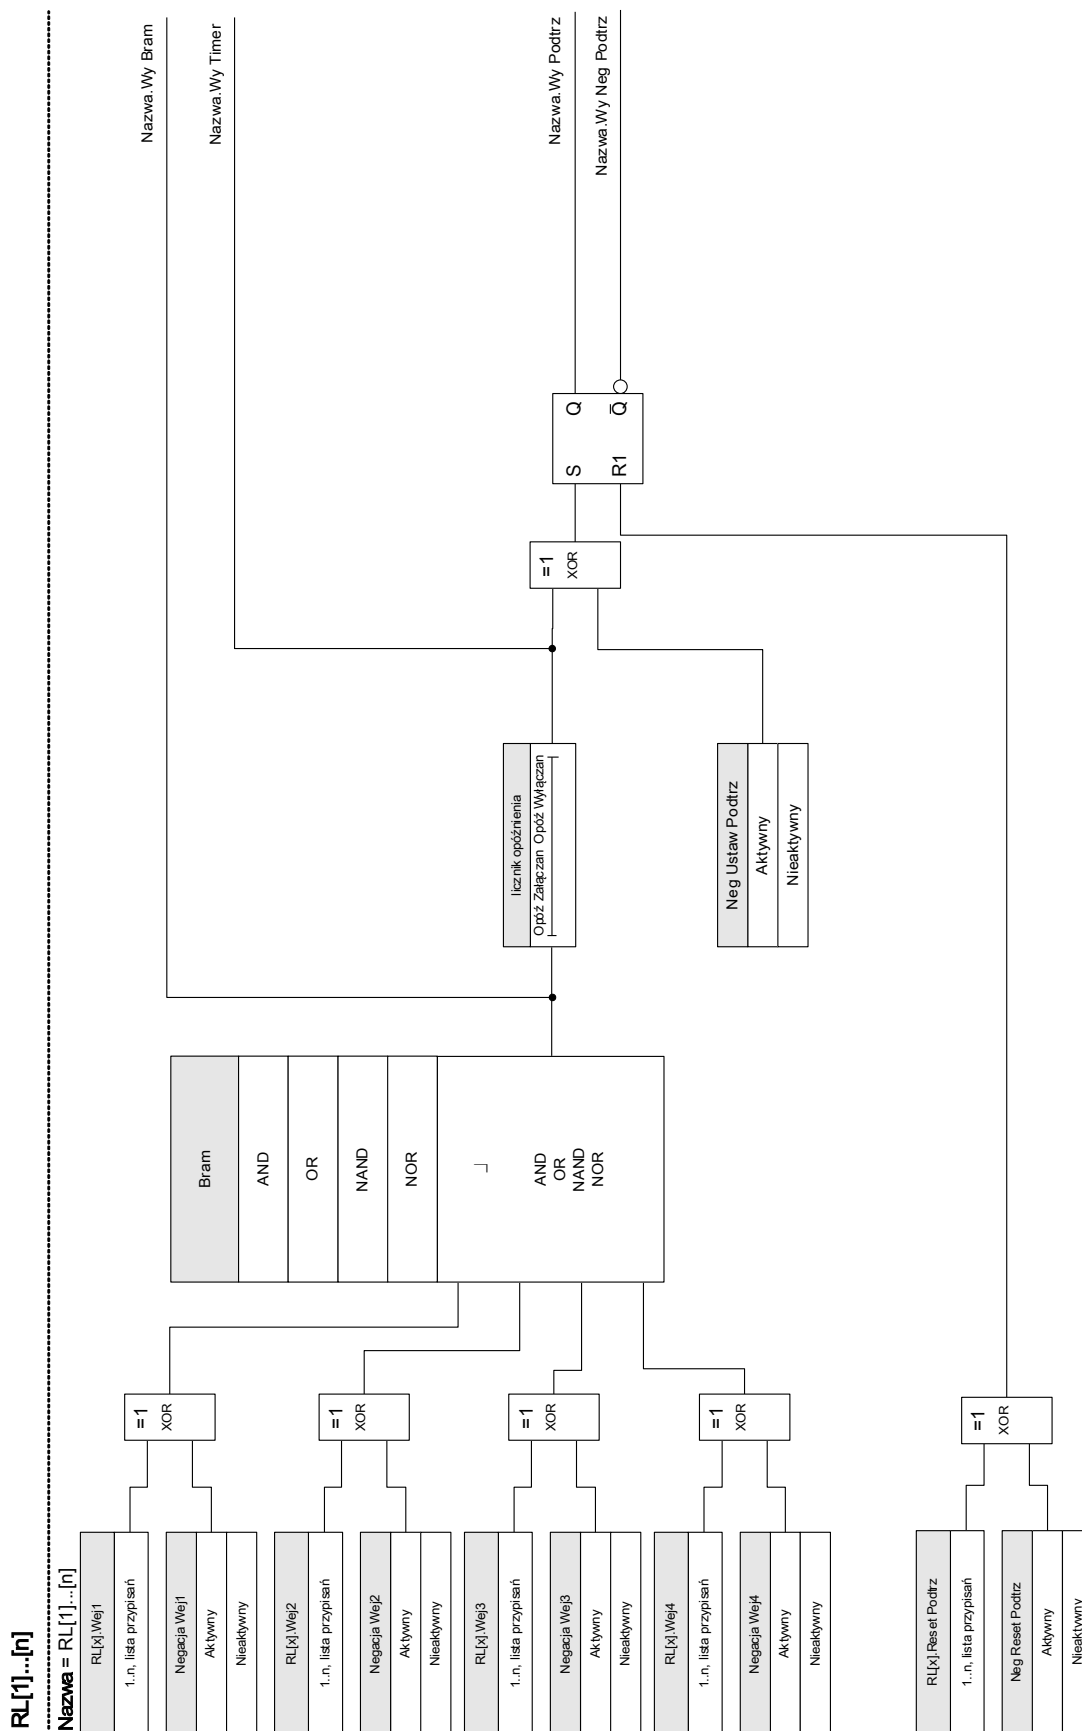 RL[1]...[n]
Nazwa = RL[1]...[n]
RL[x].Wej1
1..n, lista przypisań
Negacja Wej1
Aktywny
Nieaktywny
=1
XOR
RL[x].Wej2
1..n, lista przypisań
Negacja Wej2
Aktywny
Nieaktywny
=1
XOR
RL[x].Wej3
1..n, lista przypisań
Negacja Wej3
Aktywny
Nieaktywny
=1
XOR
RL[x].Wej4
1..n, lista przypisań
Negacja Wej4
Aktywny
Nieaktywny
=1
XOR
RL[x].Reset Podtrz
1..n, lista przypisań
Neg Reset Podtrz
Aktywny
Nieaktywny
=1
XOR
Bram
AND
OR
NAND
NOR
AND
OR
NAND
NOR
licznik opóźnienia
Opóź Załączan Opóź Wyłączan
Neg Ustaw Podtrz
Aktywny
Nieaktywny
=1
XOR
S Q
R1 Q̅
Nazwa.Wy Bram
Nazwa.Wy Timer
Nazwa.Wy Podtrz
Nazwa.Wy Neg Podtrz